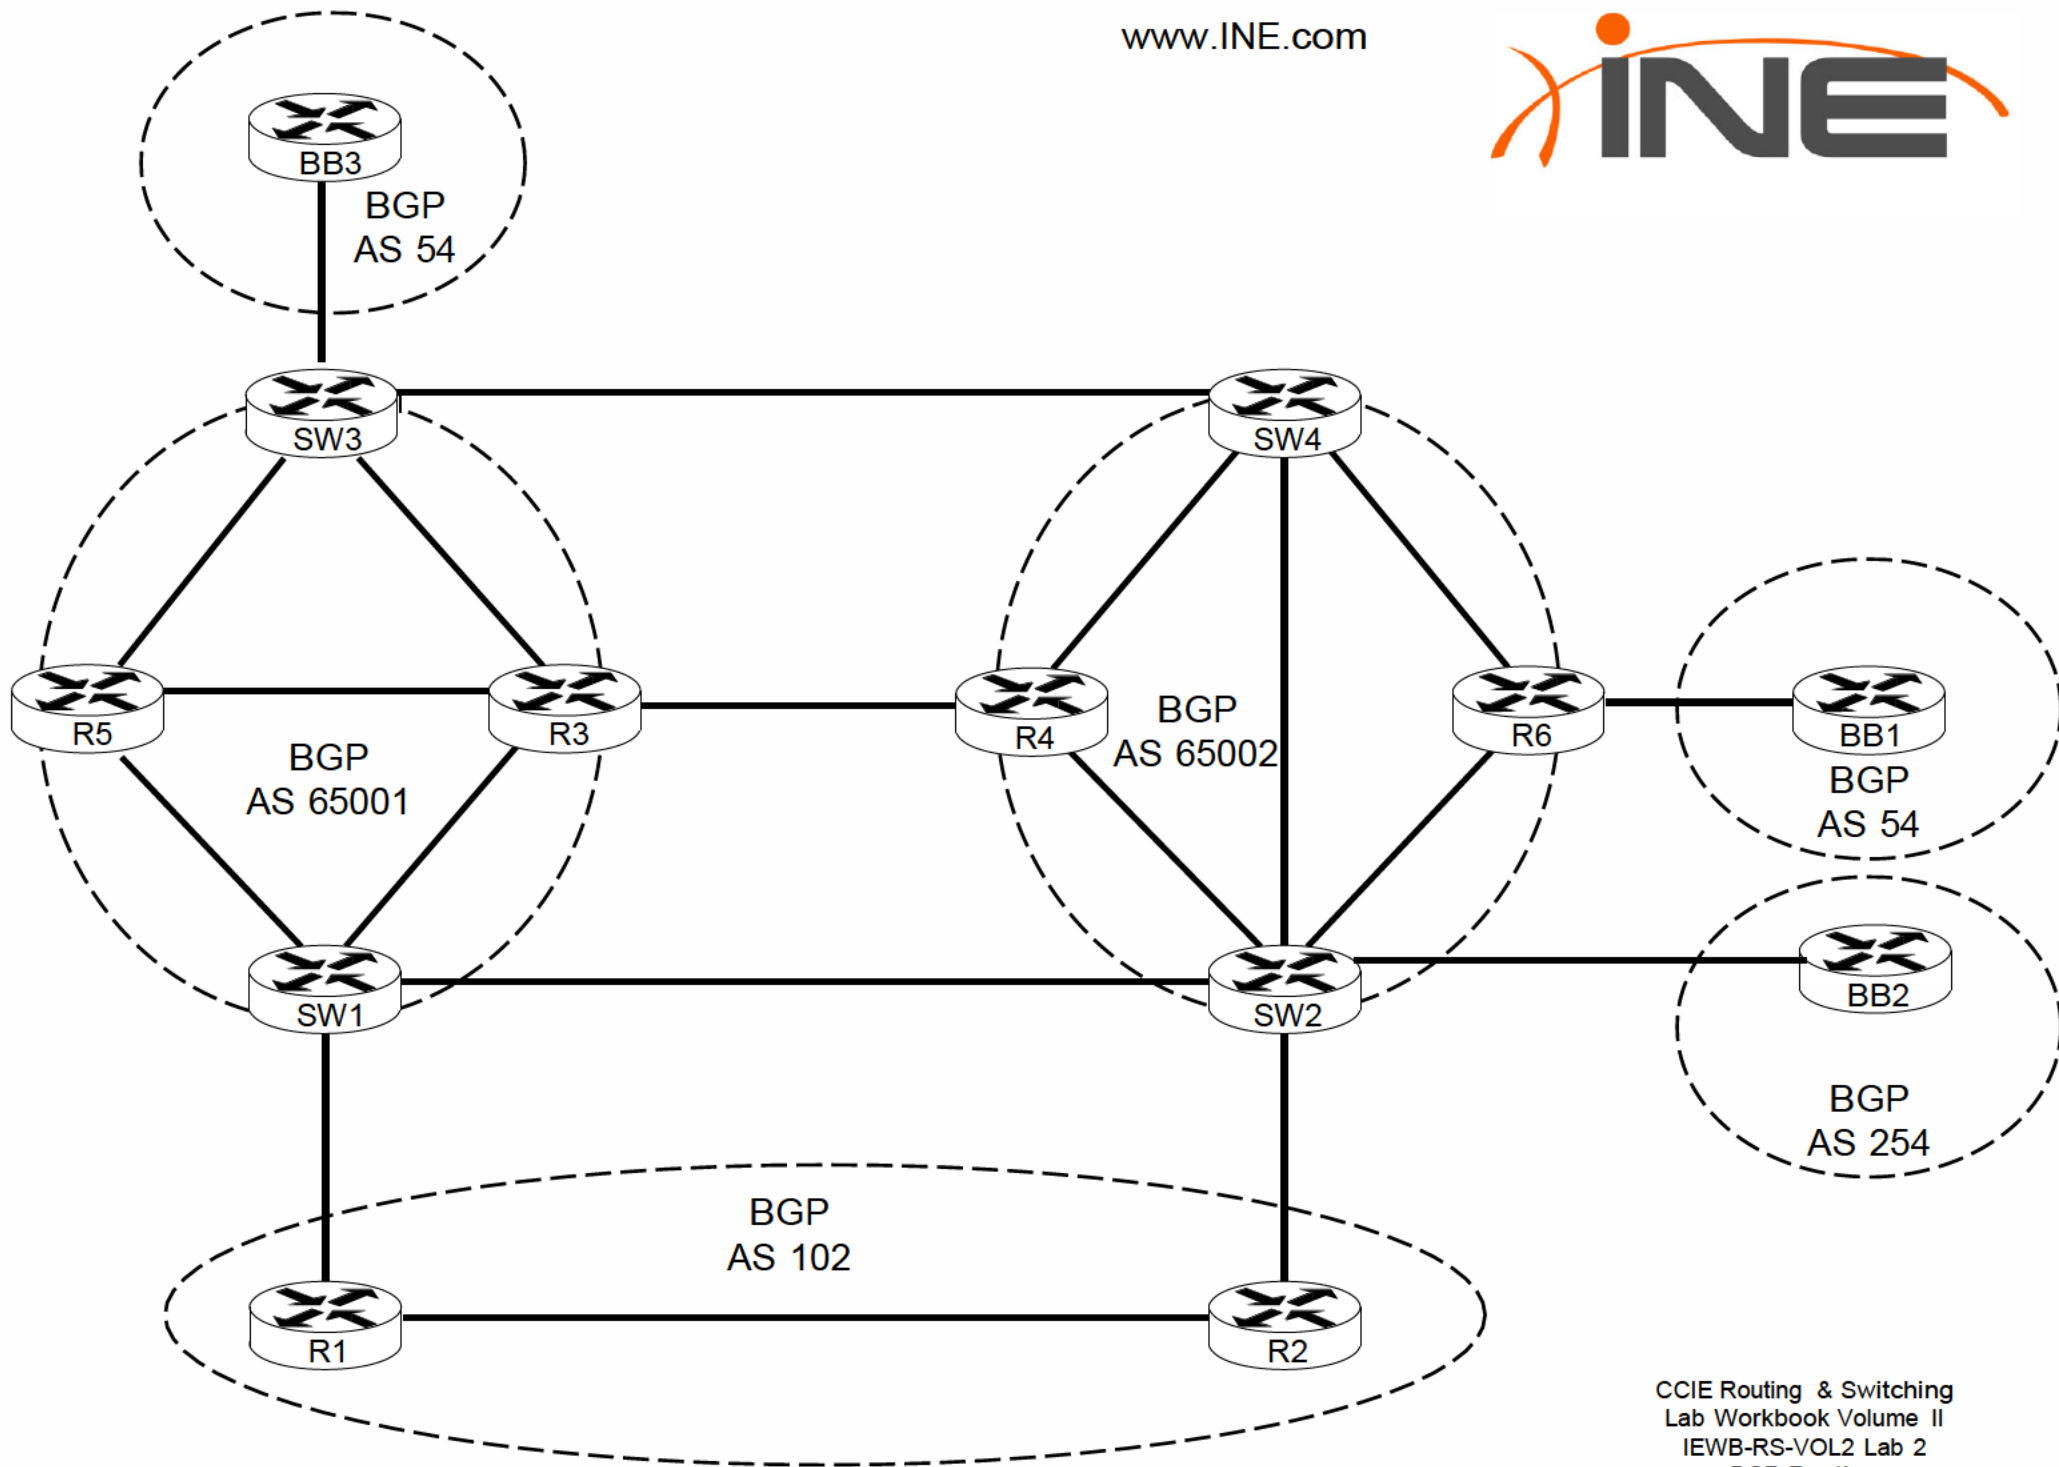 www.INE.com
iNE
BB3
BGP
AS 54
SW3
SW4
R5
R3
R4
R6
BB1
BGP
AS 65001
BGP
AS 65002
BGP
AS 54
SW1
SW2
BB2
BGP
AS 254
BGP
AS 102
R1
R2
CCIE Routing & Switching
Lab Workbook Volume II
IEWB-RS-VOL2 Lab 2